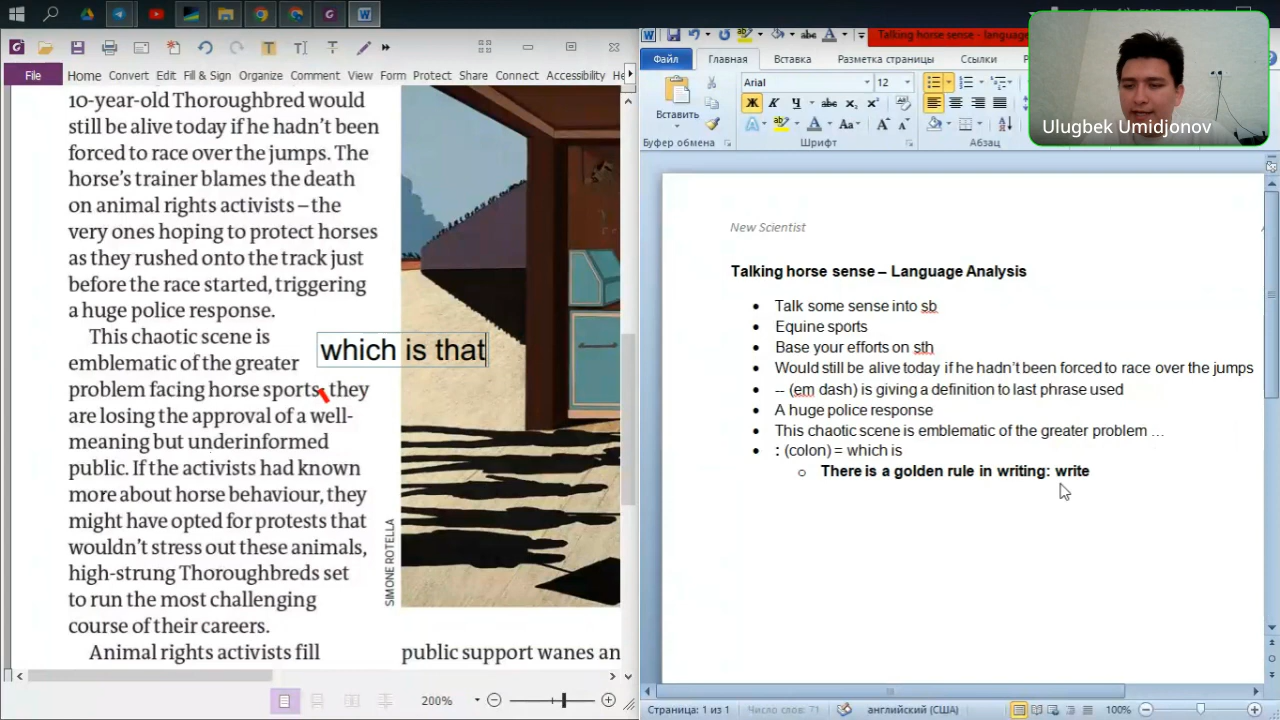 File
Home
Convert
Edit
Fill & Sign
Organize
Comment
View
Form
Protect
Share
Connect
Accessibility
10-year-old Thoroughbred would
still be alive today if he hadn't been
forced to race over the jumps. The
horse's trainer blames the death
on animal rights activists – the
very ones hoping to protect horses
as they rushed onto the track just
before the race started, triggering
a huge police response.
This chaotic scene is
emblematic of the greater
problem facing horse sports, they
are losing the approval of a well-
meaning but underinformed
public. If the activists had known
more about horse behaviour, they
might have opted for protests that
wouldn't stress out these animals,
high-strung Thoroughbreds set
to run the most challenging
course of their careers.
Animal rights activists fill
which is that
SIMONE ROTELLA
public support wanes an
200%
Talking horse sense - language
Файл
Главная
Вставка
Разметка страницы
Ссылки
Вставить
Arial
12
Буфер обмена
Шрифт
Абзац
Ulugbek Umidjonov
New Scientist
Talking horse sense – Language Analysis
• Talk some sense into sb
• Equine sports
• Base your efforts on sth
• Would still be alive today if he hadn't been forced to race over the jumps
• -- (em dash) is giving a definition to last phrase used
• A huge police response
• This chaotic scene is emblematic of the greater problem …
• : (colon) = which is
o There is a golden rule in writing: write
Страница: 1 из 1
Число слов: 71
английский (США)
100%